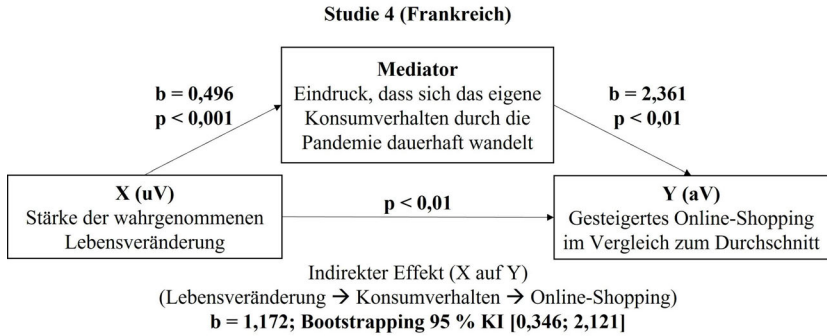 Studie 4 (Frankreich)
Mediator
Eindruck, dass sich das eigene
Konsumverhalten durch die
Pandemie dauerhaft wandelt
b = 0,496
p < 0,001
b = 2,361
p < 0,01
X (uV)
Stärke der wahrgenommenen
Lebensveränderung
p < 0,01
Y (aV)
Gesteigertes Online-Shopping
im Vergleich zum Durchschnitt
Indirekter Effekt (X auf Y)
(Lebensveränderung → Konsumverhalten → Online-Shopping)
b = 1,172; Bootstrapping 95 % KI [0,346; 2,121]